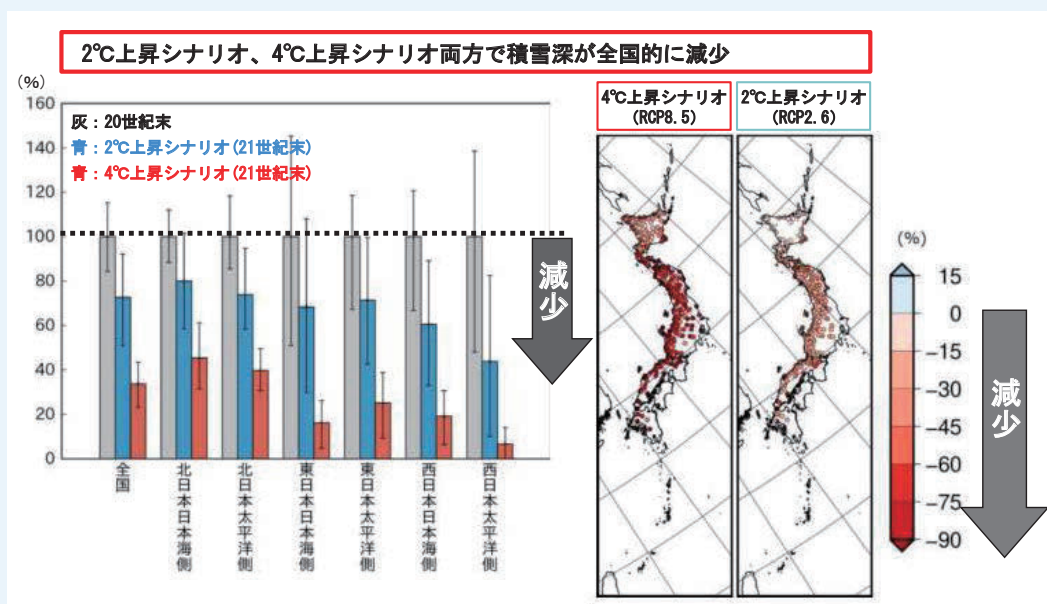 2℃上昇シナリオ、4℃上昇シナリオ両方で積雪深が全国的に減少
(%)
160
140
120
100
80
60
40
20
0
灰：20世紀末
青：2℃上昇シナリオ(21世紀末)
青：4℃上昇シナリオ(21世紀末)
全国
北日本日本海側
北日本太平洋側
東日本日本海側
東日本太平洋側
西日本日本海側
西日本太平洋側
減少
4℃上昇シナリオ
(RCP8.5)
2℃上昇シナリオ
(RCP2.6)
(%)
15
0
-15
-30
-45
-60
-75
-90
減少